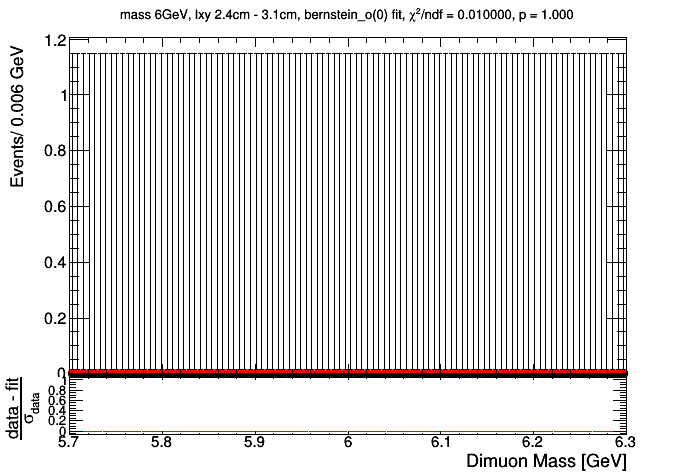 mass 6GeV, lxy 2.4cm - 3.1cm, bernstein_o(0) fit, χ²/ndf = 0.010000, p = 1.000
Events/ 0.006 GeV
1.2
1
0.8
0.6
0.4
0.2
0
data - fit
σdata
1
0.8
0.6
0.4
0.2
0
5.7 5.8 5.9 6 6.1 6.2 6.3
Dimuon Mass [GeV]